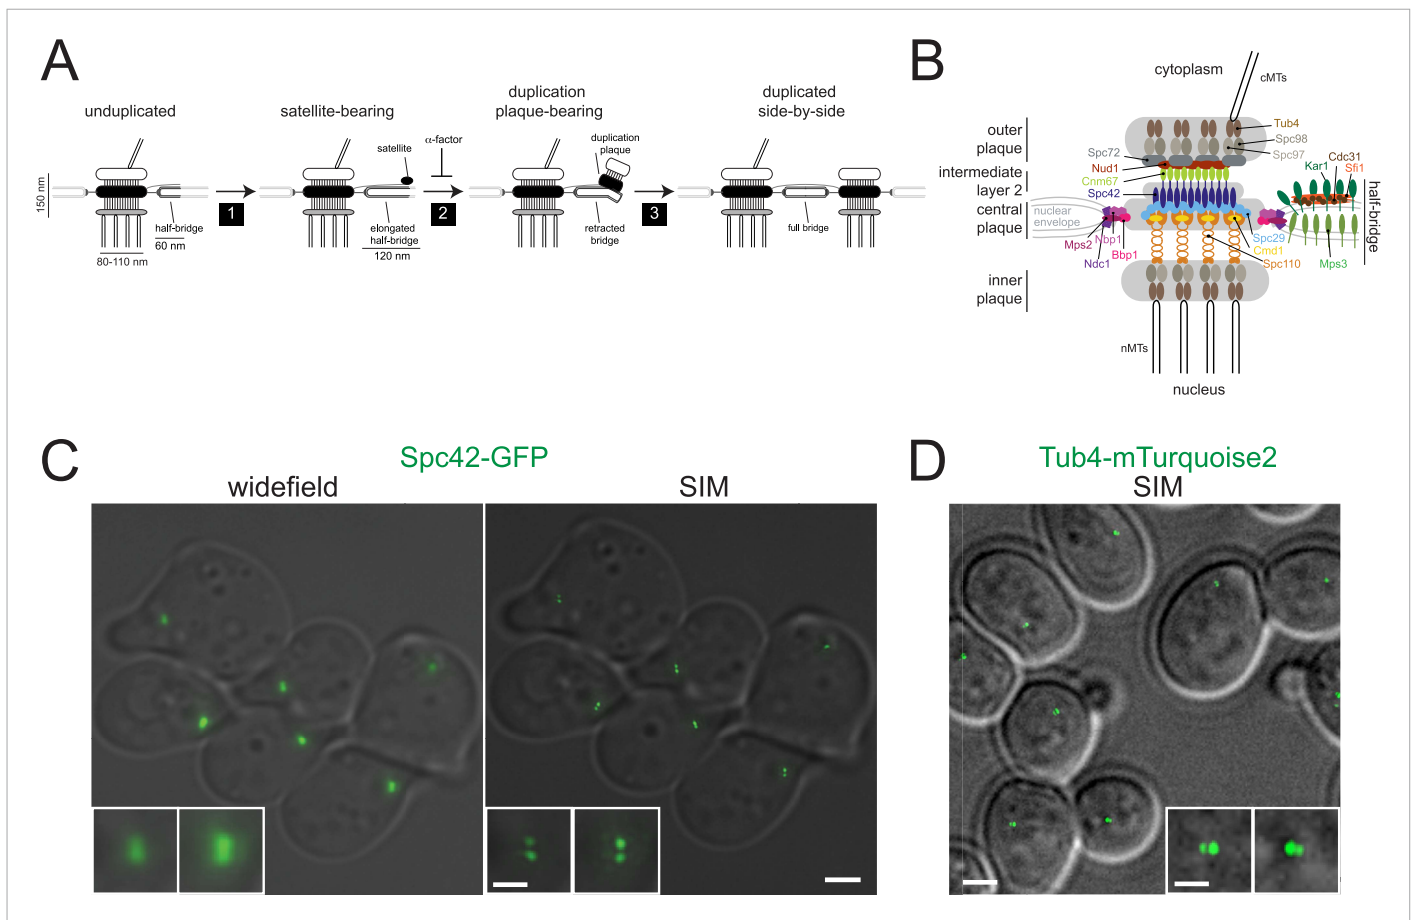 A
unduplicated
satellite-bearing
duplication
plaque-bearing
duplicated
side-by-side
α-factor
satellite
duplication
plaque
150 nm
1
2
3
half-bridge
60 nm
80-110 nm
elongated
half-bridge
120 nm
retracted
bridge
full bridge
B
cytoplasm
cMTs
outer
plaque
Tub4
Spc98
Spc97
Spc72
Nud1
Cnm67
Spc42
intermediate
layer 2
central
plaque
nuclear
envelope
Mps2
Nbp1
Bbp1
Ndc1
Kar1
Cdc31
Sfi1
half-bridge
Spc29
Cmd1
Spc110
Mps3
inner
plaque
nMTs
nucleus
C
Spc42-GFP
widefield
SIM
D
Tub4-mTurquoise2
SIM